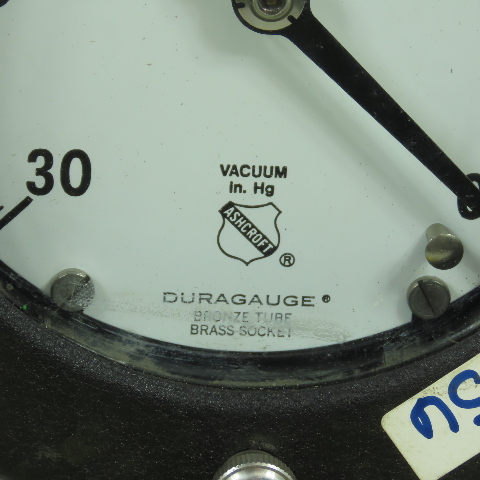 30
VACUUM
in. Hg
ASHCROFT
®
DURAGAUGE®
BRONZE TUBE
BRASS SOCKET